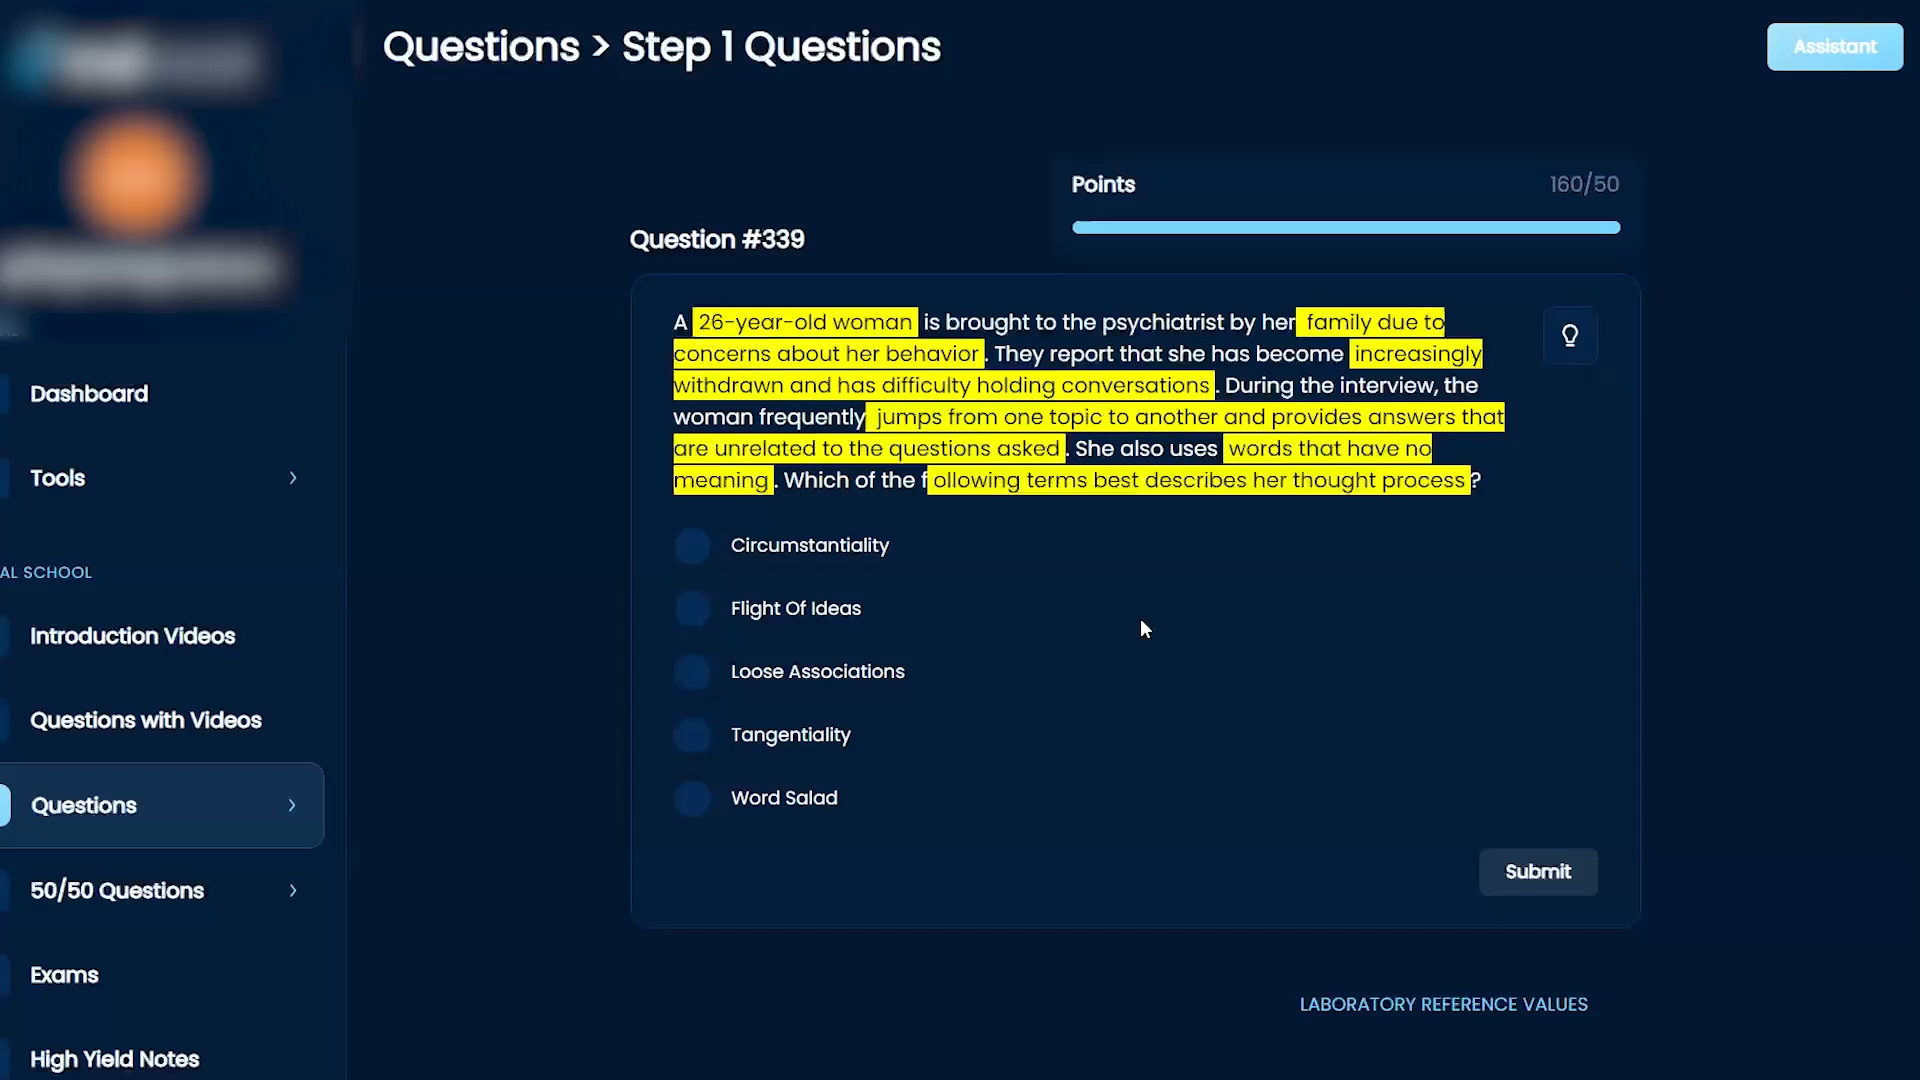 Questions > Step 1 Questions
Assistant
Points
160/50
Question #339
A 26-year-old woman is brought to the psychiatrist by her family due to
concerns about her behavior. They report that she has become increasingly
withdrawn and has difficulty holding conversations. During the interview, the
woman frequently jumps from one topic to another and provides answers that
are unrelated to the questions asked. She also uses words that have no
meaning. Which of the following terms best describes her thought process?
Circumstantiality
Flight Of Ideas
Loose Associations
Tangentiality
Word Salad
Submit
LABORATORY REFERENCE VALUES
Dashboard
Tools
AL SCHOOL
Introduction Videos
Questions with Videos
Questions
50/50 Questions
Exams
High Yield Notes